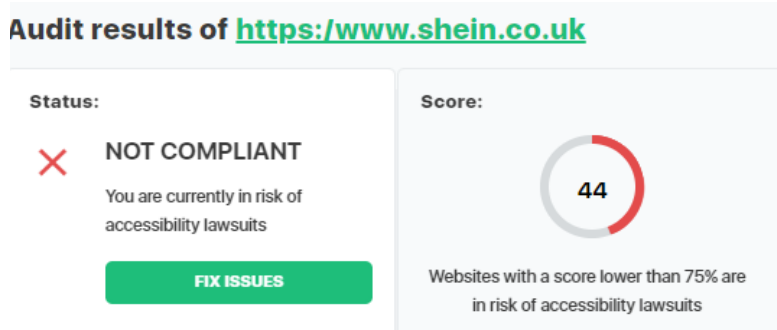 Audit results of https:/www.shein.co.uk
Status:
NOT COMPLIANT
You are currently in risk of
accessibility lawsuits
FIX ISSUES
Score:
44
Websites with a score lower than 75% are
in risk of accessibility lawsuits